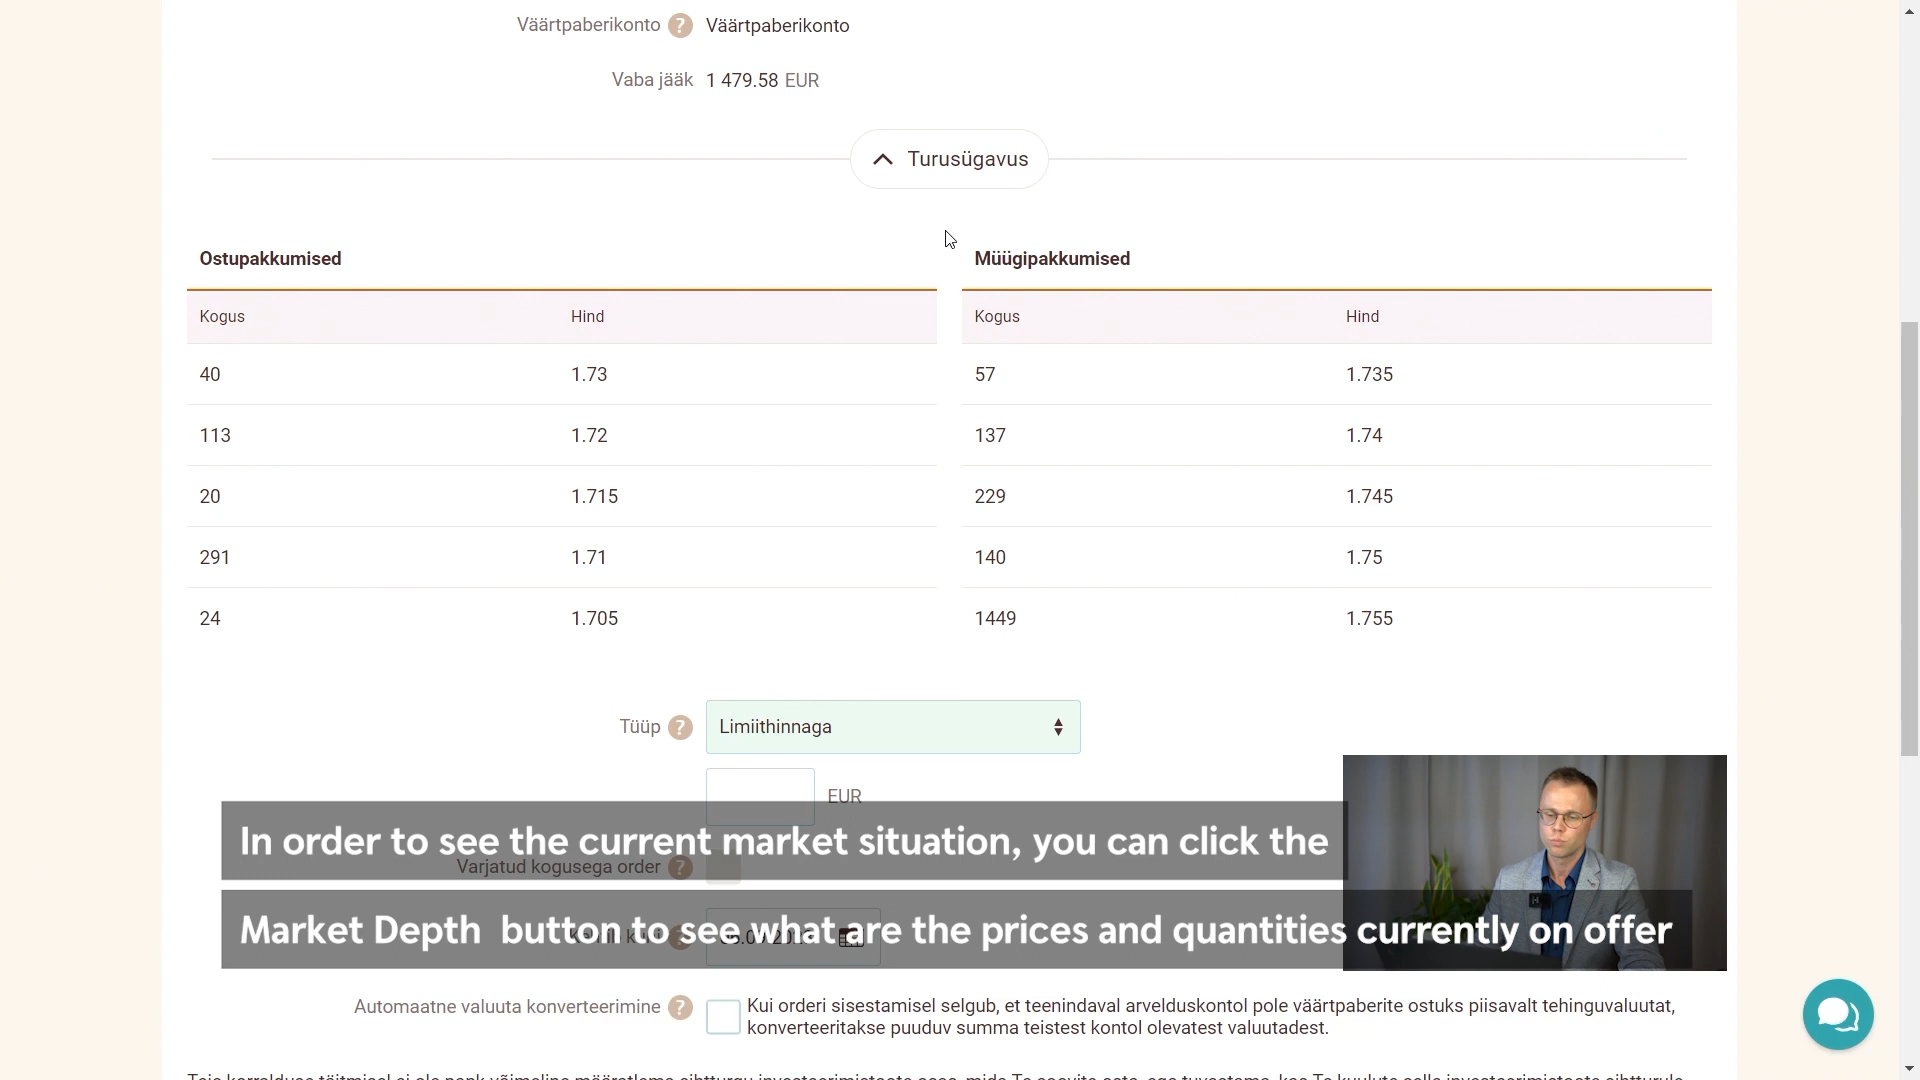 Väärtpaberikonto ? Väärtpaberikonto
Vaba jääk 1 479.58 EUR
Turusügavus
Ostupakkumised
Kogus Hind
40 1.73
113 1.72
20 1.715
291 1.71
24 1.705
Müügipakkumised
Kogus Hind
57 1.735
137 1.74
229 1.745
140 1.75
1449 1.755
Tüüp ? Limiithinnaga
EUR
In order to see the current market situation, you can click the
Varjatud kogusega order ?
Market Depth button to see what are the prices and quantities currently on offer
Automaatne valuuta konverteerimine ? Kui orderi sisestamisel selgub, et teenindaval arvelduskontol pole väärtpaberite ostuks piisavalt tehinguvaluutat,
konverteeritakse puuduv summa teistest kontol olevatest valuutadest.